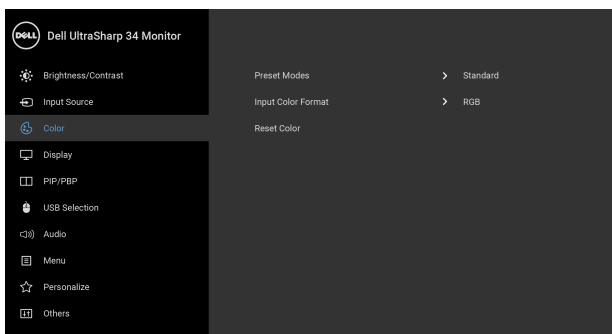 DELL Dell UltraSharp 34 Monitor
Brightness/Contrast Preset Modes Standard
Input Source Input Color Format RGB
Color Reset Color
Display
PIP/PBP
USB Selection
Audio
Menu
Personalize
Others